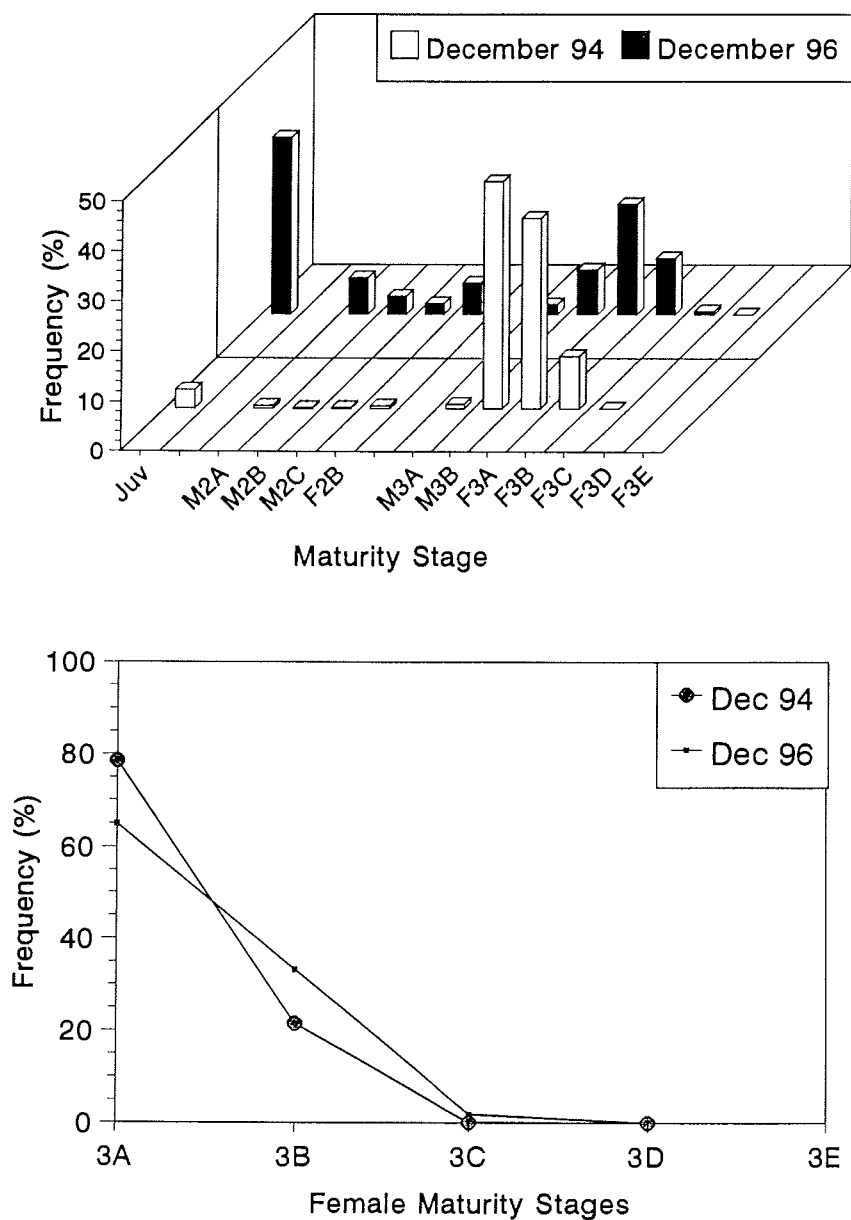 December 94 December 96
50
40
30
20
10
0
Frequency (%)
Juv M2A M2B M2C F2B M3A M3B F3A F3B F3C F3D F3E
Maturity Stage
100
80
60
40
20
0
Frequency (%)
Dec 94
Dec 96
3A 3B 3C 3D 3E
Female Maturity Stages